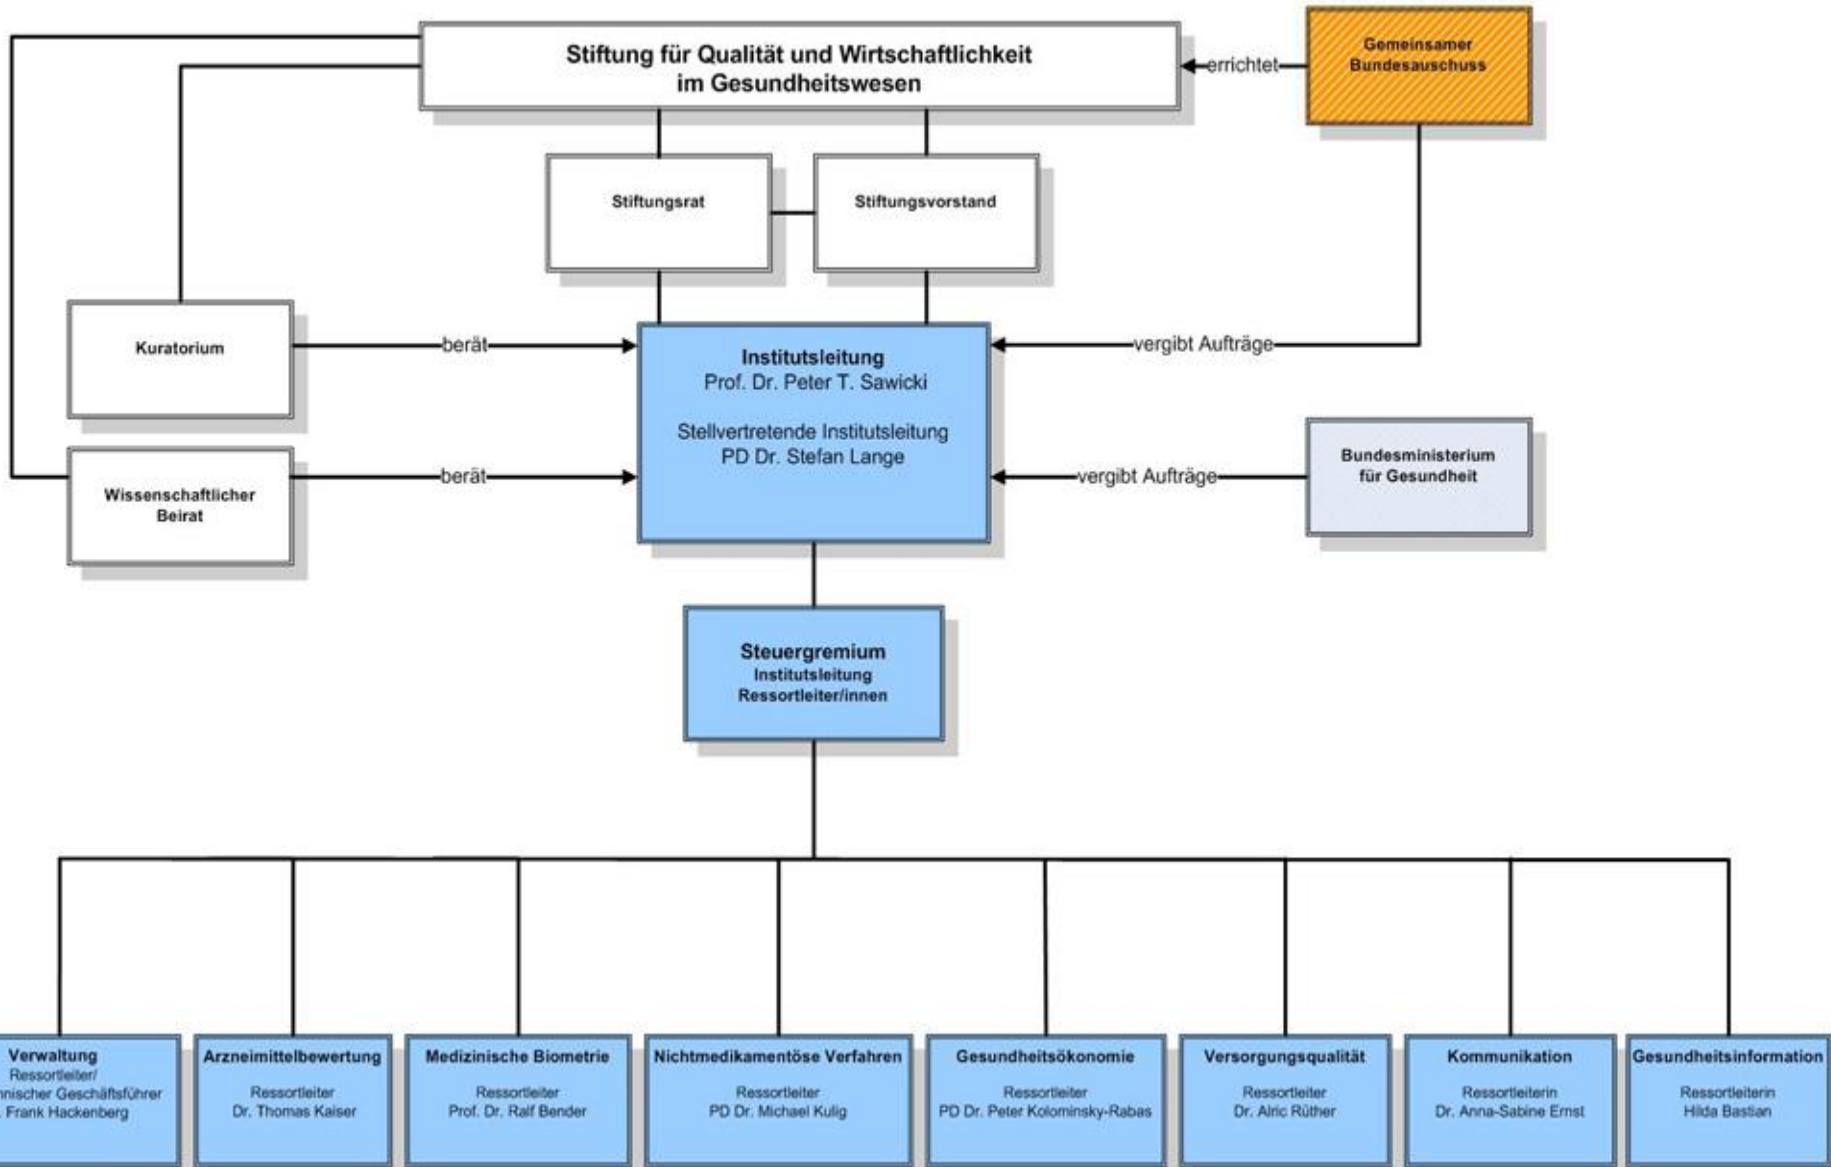 Stiftung für Qualität und Wirtschaftlichkeit
im Gesundheitswesen
errichtet
Gemeinsamer
Bundesauschuss
Stiftungsrat
Stiftungsvorstand
Kuratorium
berät
Institutsleitung
Prof. Dr. Peter T. Sawicki
Stellvertretende Institutsleitung
PD Dr. Stefan Lange
vergibt Aufträge
Wissenschaftlicher
Beirat
berät
vergibt Aufträge
Bundesministerium
für Gesundheit
Steuergremium
Institutsleitung
Ressortleiter/innen
Verwaltung
Ressortleiter/
Geschäftsführer
Frank Hackenberg
Arzneimittelbewertung
Ressortleiter
Dr. Thomas Kaiser
Medizinische Biometrie
Ressortleiter
Prof. Dr. Ralf Bender
Nichtmedikamentöse Verfahren
Ressortleiter
PD Dr. Michael Kulig
Gesundheitsökonomie
Ressortleiter
PD Dr. Peter Kolominsky-Rabas
Versorgungsqualität
Ressortleiter
Dr. Alric Rüther
Kommunikation
Ressortleiterin
Dr. Anna-Sabine Ernst
Gesundheitsinformation
Ressortleiterin
Hilda Bastian